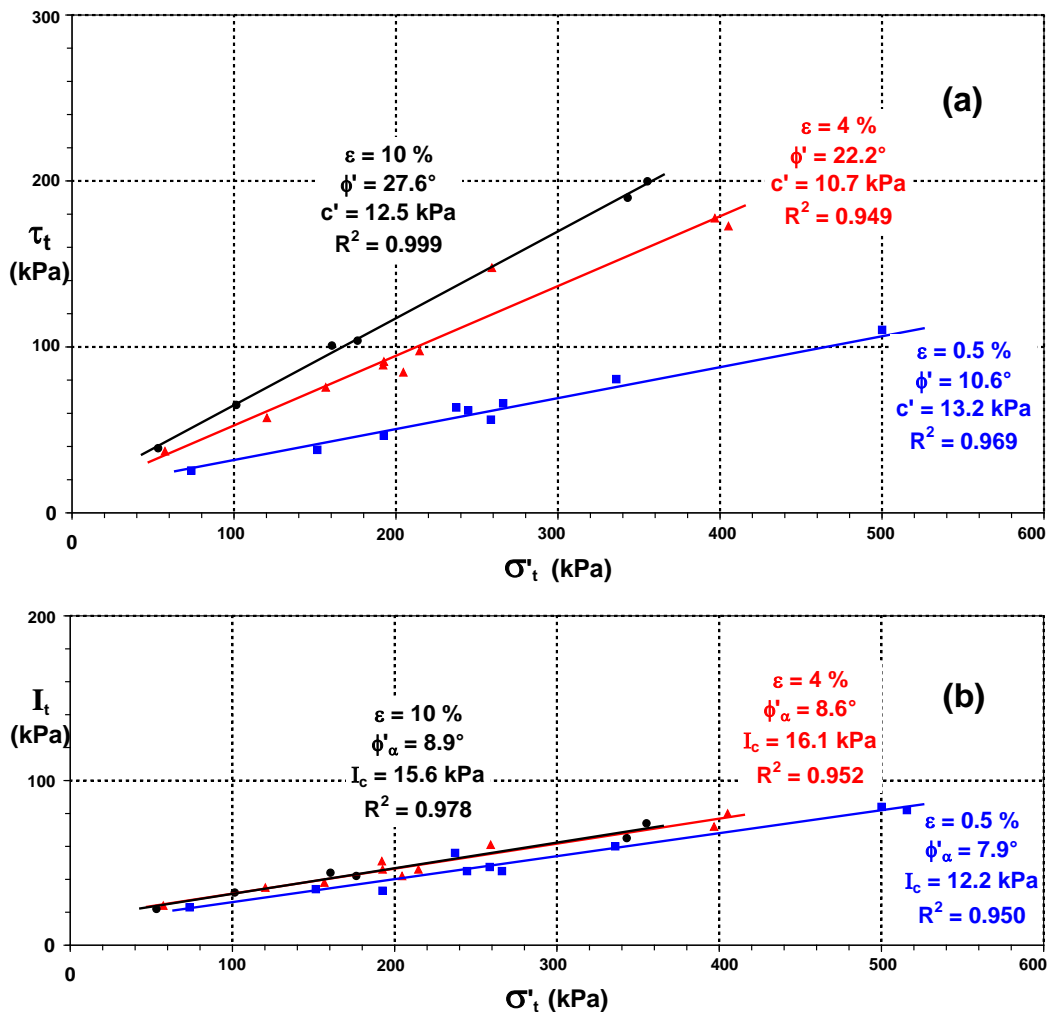 300
(a)
ε = 4 %
ϕ' = 22.2°
c' = 10.7 kPa
R² = 0.949
ε = 10 %
ϕ' = 27.6°
c' = 12.5 kPa
R² = 0.999
200
τt
(kPa)
100
ε = 0.5 %
ϕ' = 10.6°
c' = 13.2 kPa
R² = 0.969
0
0 100 200 300 400 500 600
σ't (kPa)
200
(b)
ε = 4 %
ϕ'α = 8.6°
Ic = 16.1 kPa
R² = 0.952
It
(kPa)
ε = 10 %
ϕ'α = 8.9°
Ic = 15.6 kPa
R² = 0.978
100
ε = 0.5 %
ϕ'α = 7.9°
Ic = 12.2 kPa
R² = 0.950
0
0 100 200 300 400 500 600
σ't (kPa)